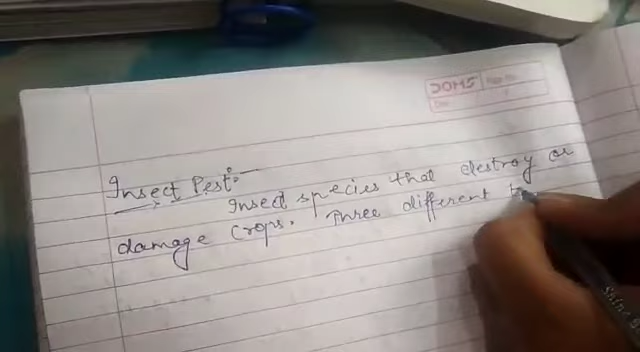 DOMS
Insect Pest:-
Insect species that destroy or
damage crops. Three different